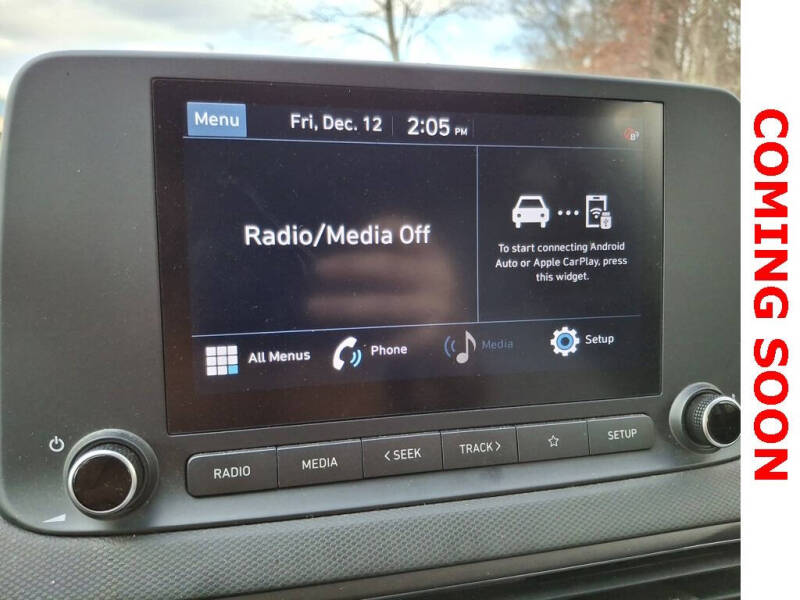 Menu
Fri, Dec. 12
2:05 PM
Radio/Media Off
To start connecting Android
Auto or Apple CarPlay, press
this widget.
All Menus
Phone
Media
Setup
RADIO
MEDIA
< SEEK
TRACK >
SETUP
COMING SOON